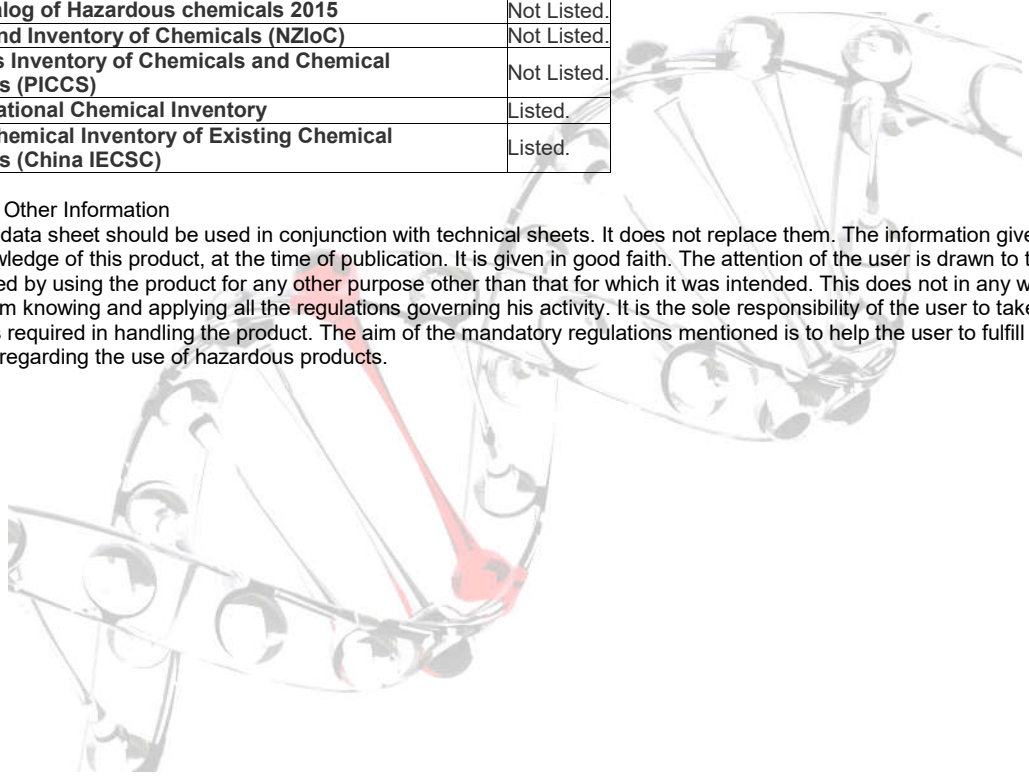 alog of Hazardous chemicals 2015 Not Listed.
nd Inventory of Chemicals (NZIoC) Not Listed.
s Inventory of Chemicals and Chemical
s (PICCS) Not Listed.
ational Chemical Inventory Listed.
hemical Inventory of Existing Chemical
s (China IECSC) Listed.
Other Information
data sheet should be used in conjunction with technical sheets. It does not replace them. The information give
wledge of this product, at the time of publication. It is given in good faith. The attention of the user is drawn to t
ed by using the product for any other purpose other than that for which it was intended. This does not in any w
m knowing and applying all the regulations governing his activity. It is the sole responsibility of the user to take
s required in handling the product. The aim of the mandatory regulations mentioned is to help the user to fulfill
regarding the use of hazardous products.